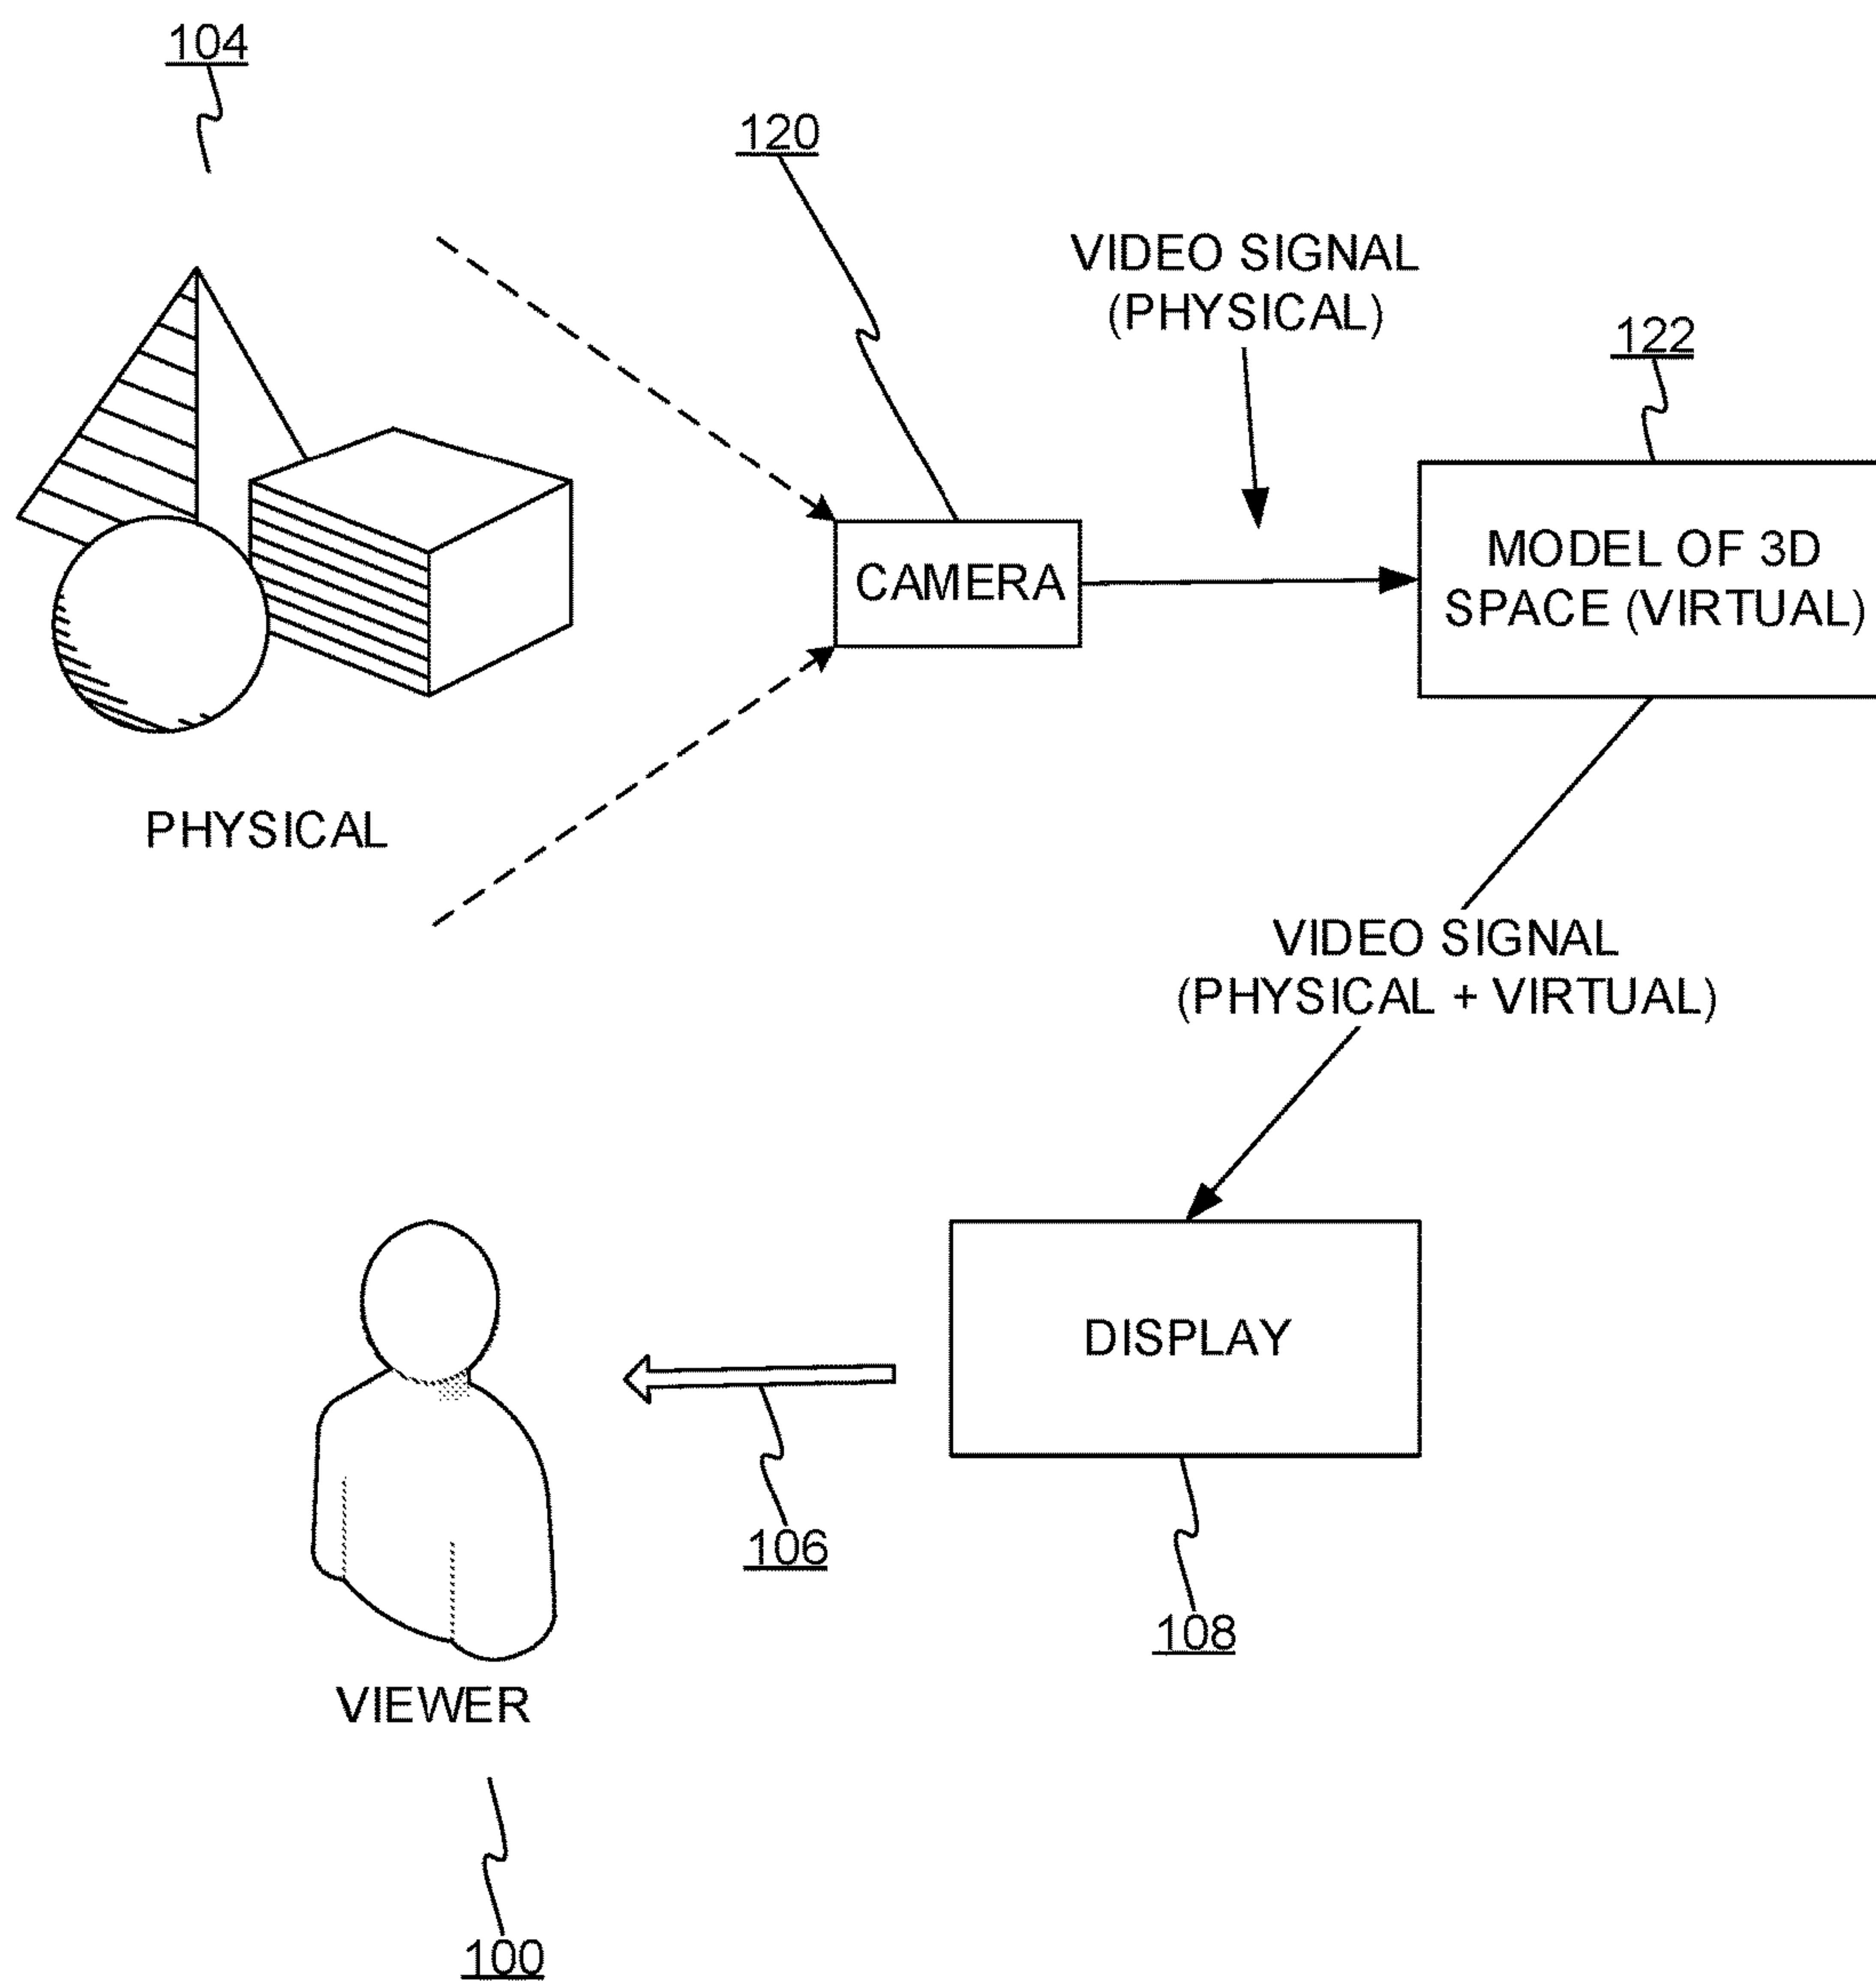 104
120
VIDEO SIGNAL
(PHYSICAL)
122
CAMERA
MODEL OF 3D
SPACE (VIRTUAL)
PHYSICAL
VIDEO SIGNAL
(PHYSICAL + VIRTUAL)
DISPLAY
106
108
VIEWER
100